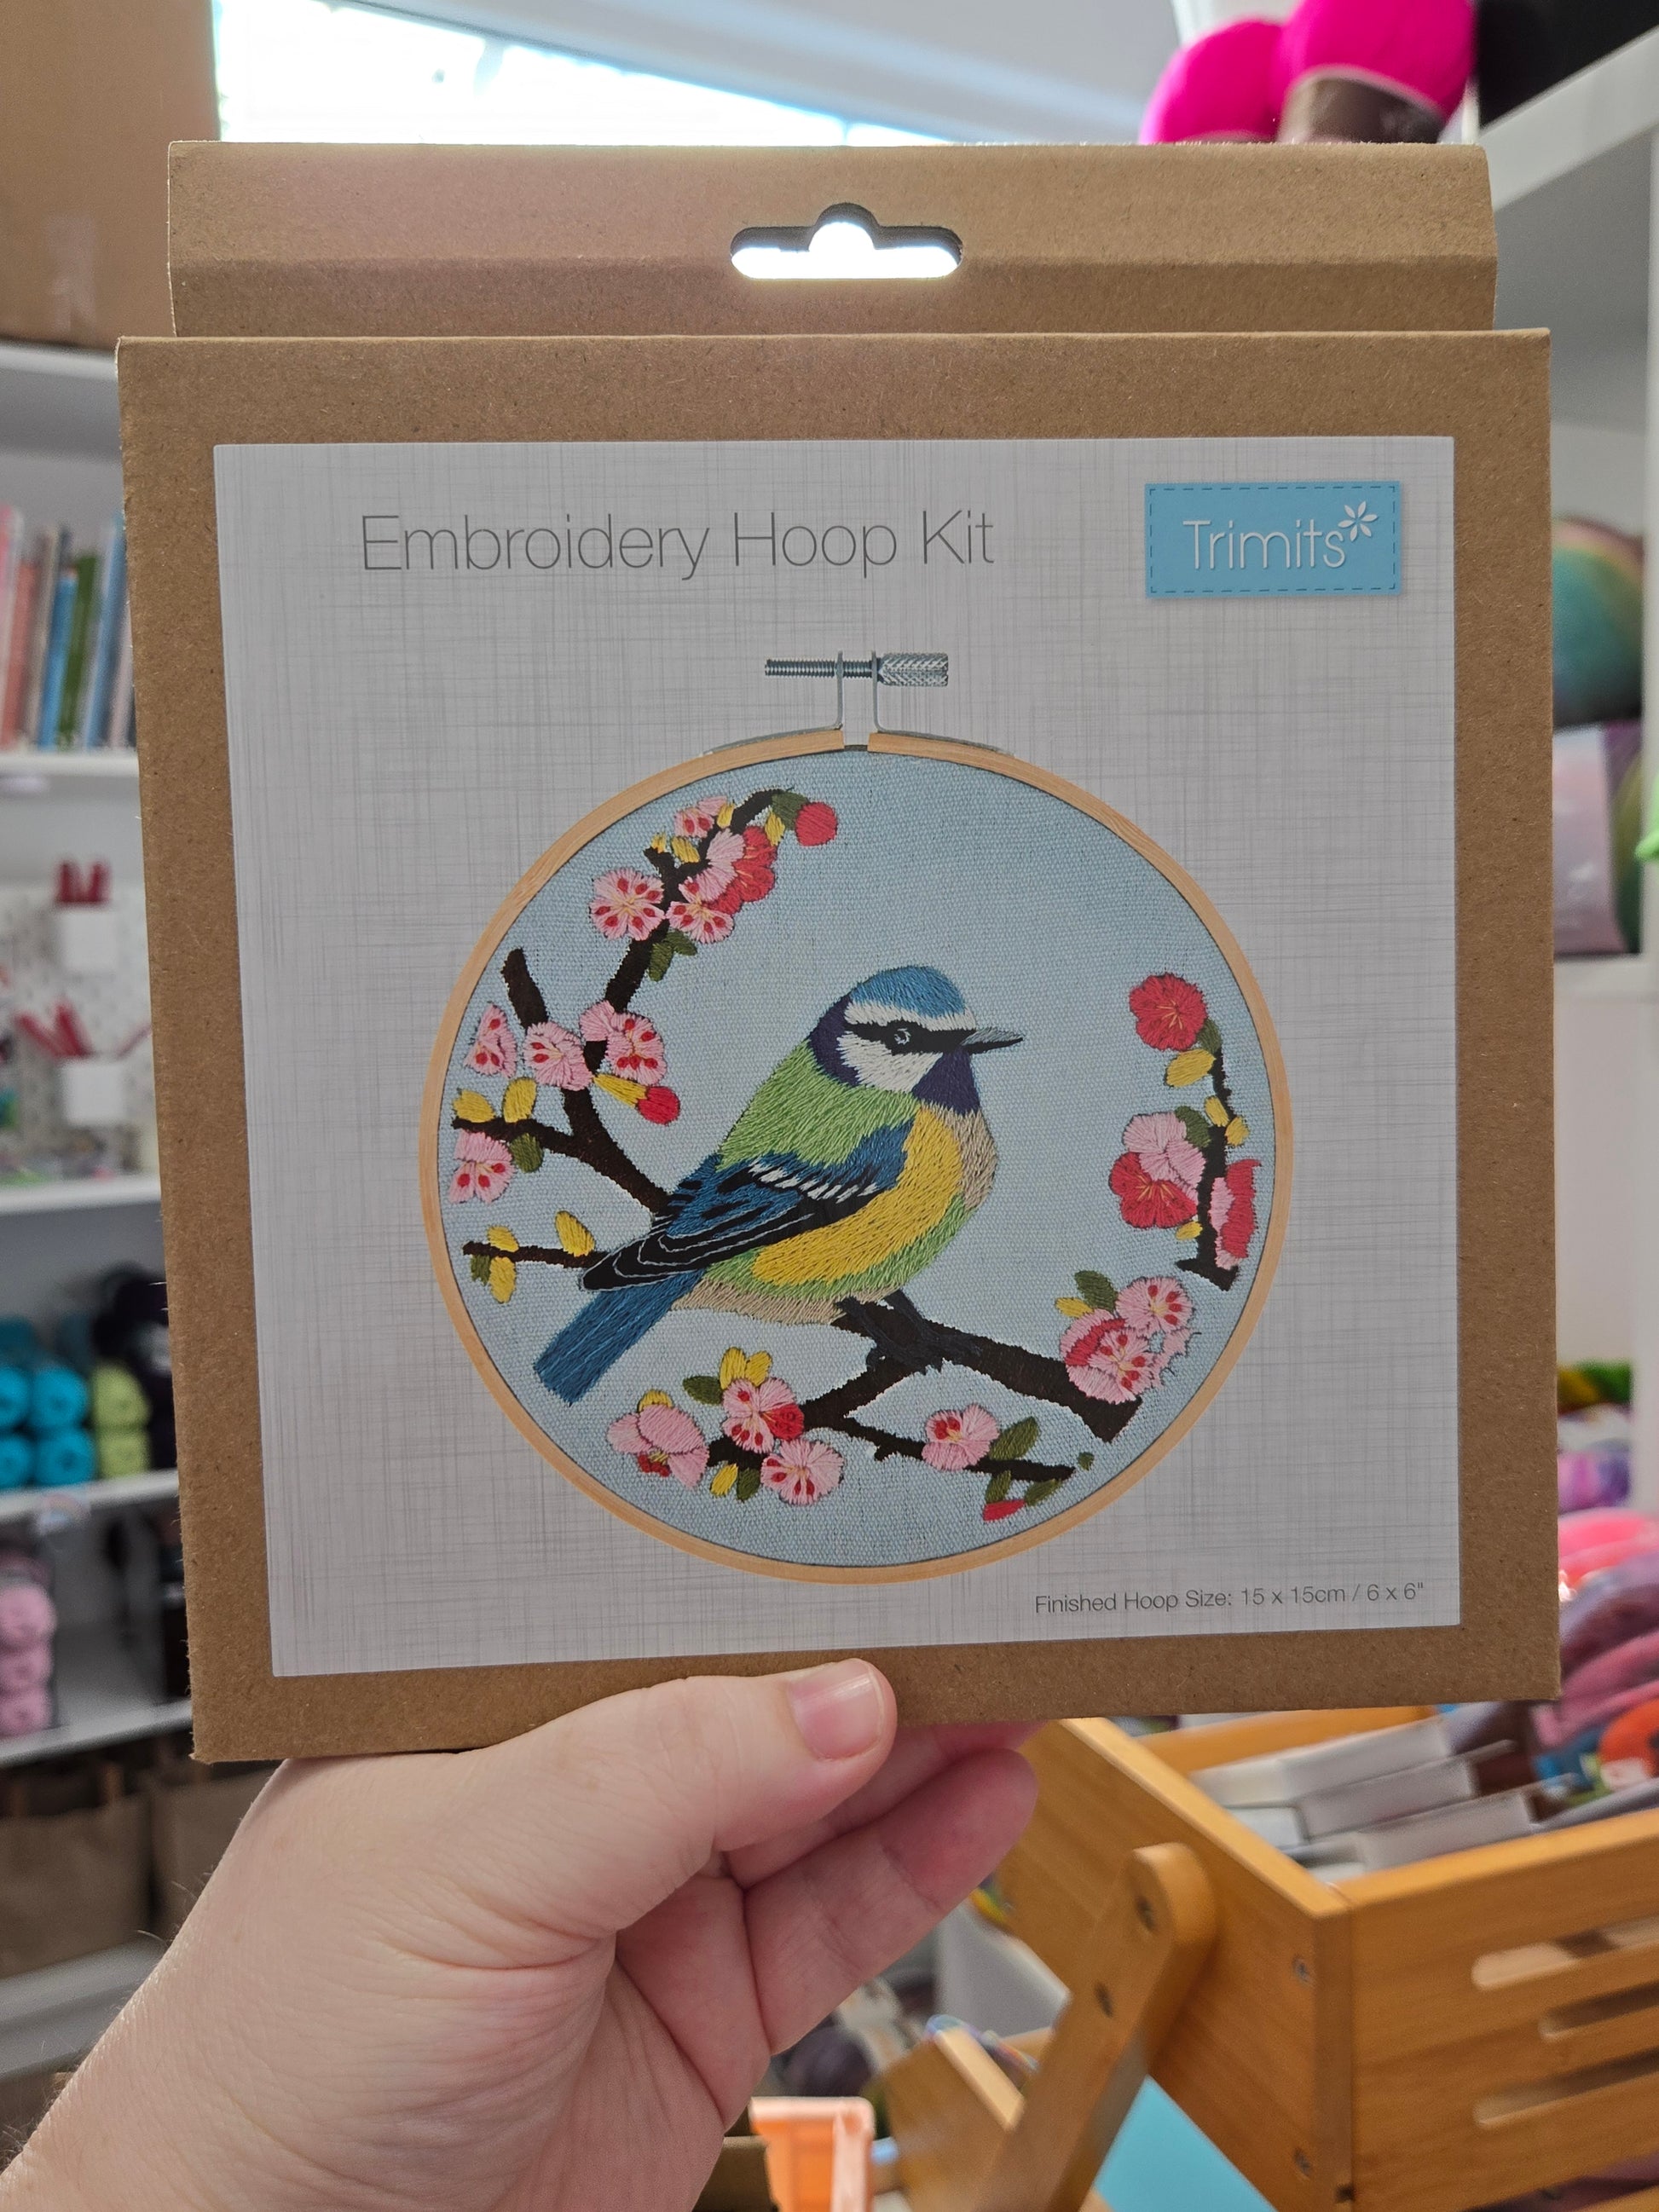 Embroidery Hoop Kit
Trimits
Finished Hoop Size: 15 x 15cm / 6 x 6"